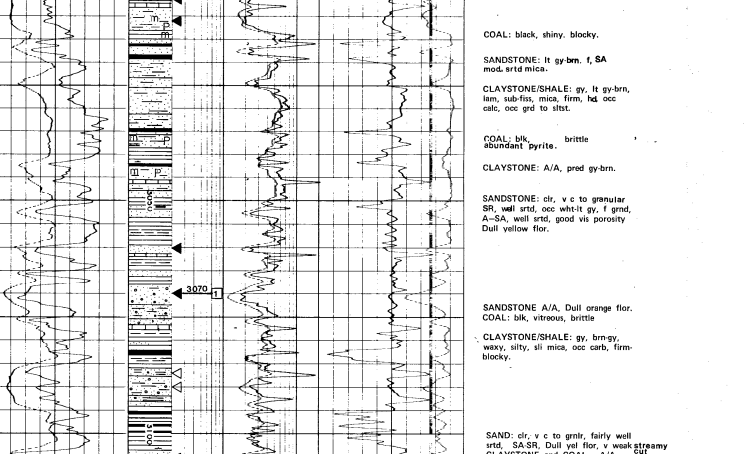 m
p
m
COAL: black, shiny. blocky.
SANDSTONE: lt gy-brn. f, SA
mod. srtd mica.
CLAYSTONE/SHALE: gy, lt gy-brn,
lam, sub-fiss, mica, firm, hd, occ
calc, occ grd to sltst.
m p
COAL: blk, brittle
abundant pyrite.
m p
CLAYSTONE: A/A, pred gy-brn.
3050
SANDSTONE: clr, v c to granular
SR, well srtd, occ wht-lt gy, f grnd,
A-SA, well srtd, good vis porosity
Dull yellow flor.
3070 1
SANDSTONE A/A, Dull orange flor.
COAL: blk, vitreous, brittle
CLAYSTONE/SHALE: gy, brn-gy,
waxy, silty, sli mica, occ carb, firm-
blocky.
3100
SAND: clr, v c to grnlr, fairly well
srtd, SA-SR, Dull yel flor, v weak streamy
cut
CLAYSTONE and COAL A/A